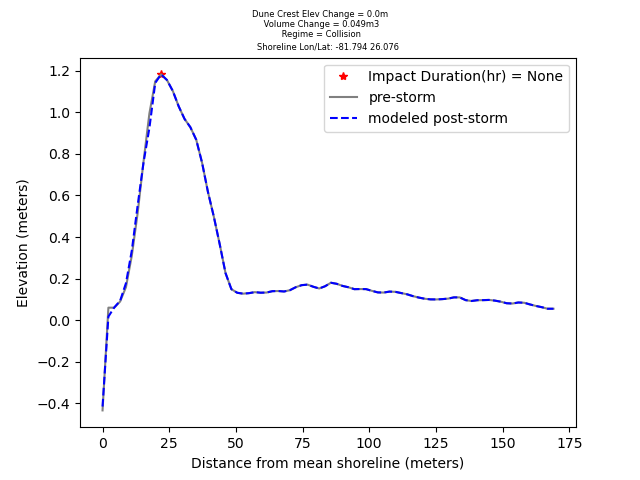 Dune Crest Elev Change = 0.0m
Volume Change = 0.049m3
Regime = Collision
Shoreline Lon/Lat: -81.794 26.076
Impact Duration(hr) = None
pre-storm
modeled post-storm
Elevation (meters)
1.2
1.0
0.8
0.6
0.4
0.2
0.0
−0.2
−0.4
0 25 50 75 100 125 150 175
Distance from mean shoreline (meters)